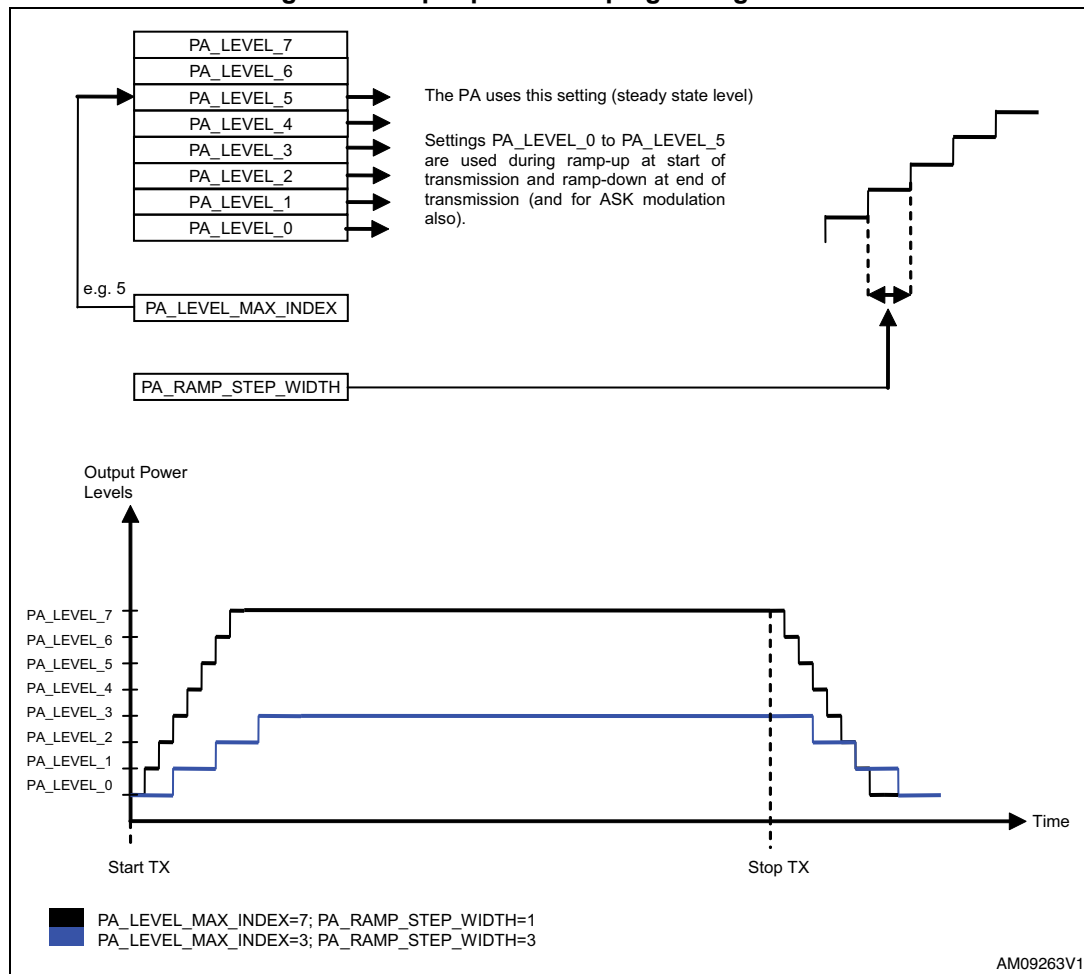 PA_LEVEL_7
PA_LEVEL_6
PA_LEVEL_5
PA_LEVEL_4
PA_LEVEL_3
PA_LEVEL_2
PA_LEVEL_1
PA_LEVEL_0
The PA uses this setting (steady state level)
Settings PA_LEVEL_0 to PA_LEVEL_5
are used during ramp-up at start of
transmission and ramp-down at end of
transmission (and for ASK modulation
also).
e.g. 5
PA_LEVEL_MAX_INDEX
PA_RAMP_STEP_WIDTH
Output Power
Levels
PA_LEVEL_7
PA_LEVEL_6
PA_LEVEL_5
PA_LEVEL_4
PA_LEVEL_3
PA_LEVEL_2
PA_LEVEL_1
PA_LEVEL_0
Time
Start TX
Stop TX
PA_LEVEL_MAX_INDEX=7; PA_RAMP_STEP_WIDTH=1
PA_LEVEL_MAX_INDEX=3; PA_RAMP_STEP_WIDTH=3
AM09263V1